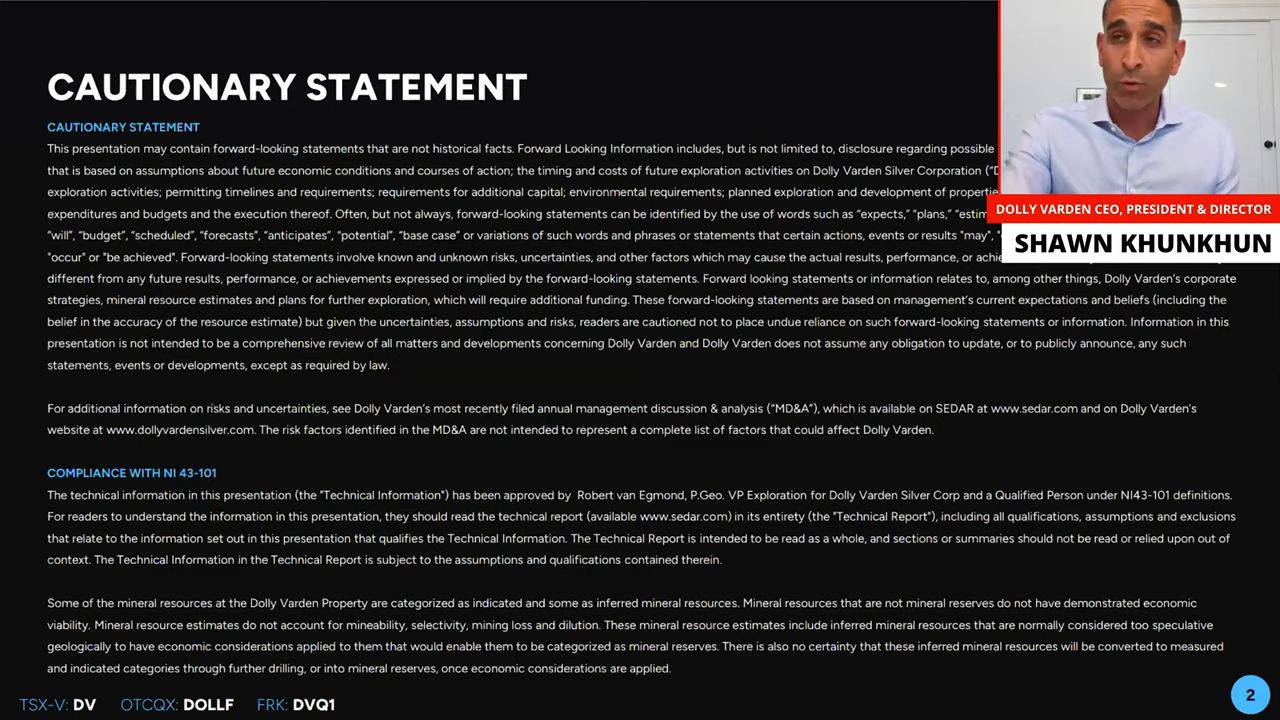 CAUTIONARY STATEMENT
CAUTIONARY STATEMENT
This presentation may contain forward-looking statements that are not historical facts. Forward Looking Information includes, but is not limited to, disclosure regarding possible
that is based on assumptions about future economic conditions and courses of action; the timing and costs of future exploration activities on Dolly Varden Silver Corporation ("D
exploration activities; permitting timelines and requirements; requirements for additional capital; environmental requirements; planned exploration and development of propertie
expenditures and budgets and the execution thereof. Often, but not always, forward-looking statements can be identified by the use of words such as “expects,” “plans,” “estim
“will”, “budget”, “scheduled”, “forecasts”, “anticipates”, “potential”, “base case” or variations of such words and phrases or statements that certain actions, events or results "may",
"occur" or "be achieved". Forward-looking statements involve known and unknown risks, uncertainties, and other factors which may cause the actual results, performance, or achie
different from any future results, performance, or achievements expressed or implied by the forward-looking statements. Forward looking statements or information relates to, among other things, Dolly Varden’s corporate
strategies, mineral resource estimates and plans for further exploration, which will require additional funding. These forward-looking statements are based on management’s current expectations and beliefs (including the
belief in the accuracy of the resource estimate) but given the uncertainties, assumptions and risks, readers are cautioned not to place undue reliance on such forward-looking statements or information. Information in this
presentation is not intended to be a comprehensive review of all matters and developments concerning Dolly Varden and Dolly Varden does not assume any obligation to update, or to publicly announce, any such
statements, events or developments, except as required by law.
For additional information on risks and uncertainties, see Dolly Varden’s most recently filed annual management discussion & analysis (“MD&A”), which is available on SEDAR at www.sedar.com and on Dolly Varden’s
website at www.dollyvardensilver.com. The risk factors identified in the MD&A are not intended to represent a complete list of factors that could affect Dolly Varden.
COMPLIANCE WITH NI 43-101
The technical information in this presentation (the "Technical Information") has been approved by Robert van Egmond, P.Geo. VP Exploration for Dolly Varden Silver Corp and a Qualified Person under NI43-101 definitions.
For readers to understand the information in this presentation, they should read the technical report (available www.sedar.com) in its entirety (the "Technical Report"), including all qualifications, assumptions and exclusions
that relate to the information set out in this presentation that qualifies the Technical Information. The Technical Report is intended to be read as a whole, and sections or summaries should not be read or relied upon out of
context. The Technical Information in the Technical Report is subject to the assumptions and qualifications contained therein.
Some of the mineral resources at the Dolly Varden Property are categorized as indicated and some as inferred mineral resources. Mineral resources that are not mineral reserves do not have demonstrated economic
viability. Mineral resource estimates do not account for mineability, selectivity, mining loss and dilution. These mineral resource estimates include inferred mineral resources that are normally considered too speculative
geologically to have economic considerations applied to them that would enable them to be categorized as mineral reserves. There is also no certainty that these inferred mineral resources will be converted to measured
and indicated categories through further drilling, or into mineral reserves, once economic considerations are applied.
DOLLY VARDEN CEO, PRESIDENT & DIRECTOR
SHAWN KHUNKHUN
TSX-V: DV OTCQX: DOLLF FRK: DVQ1
2